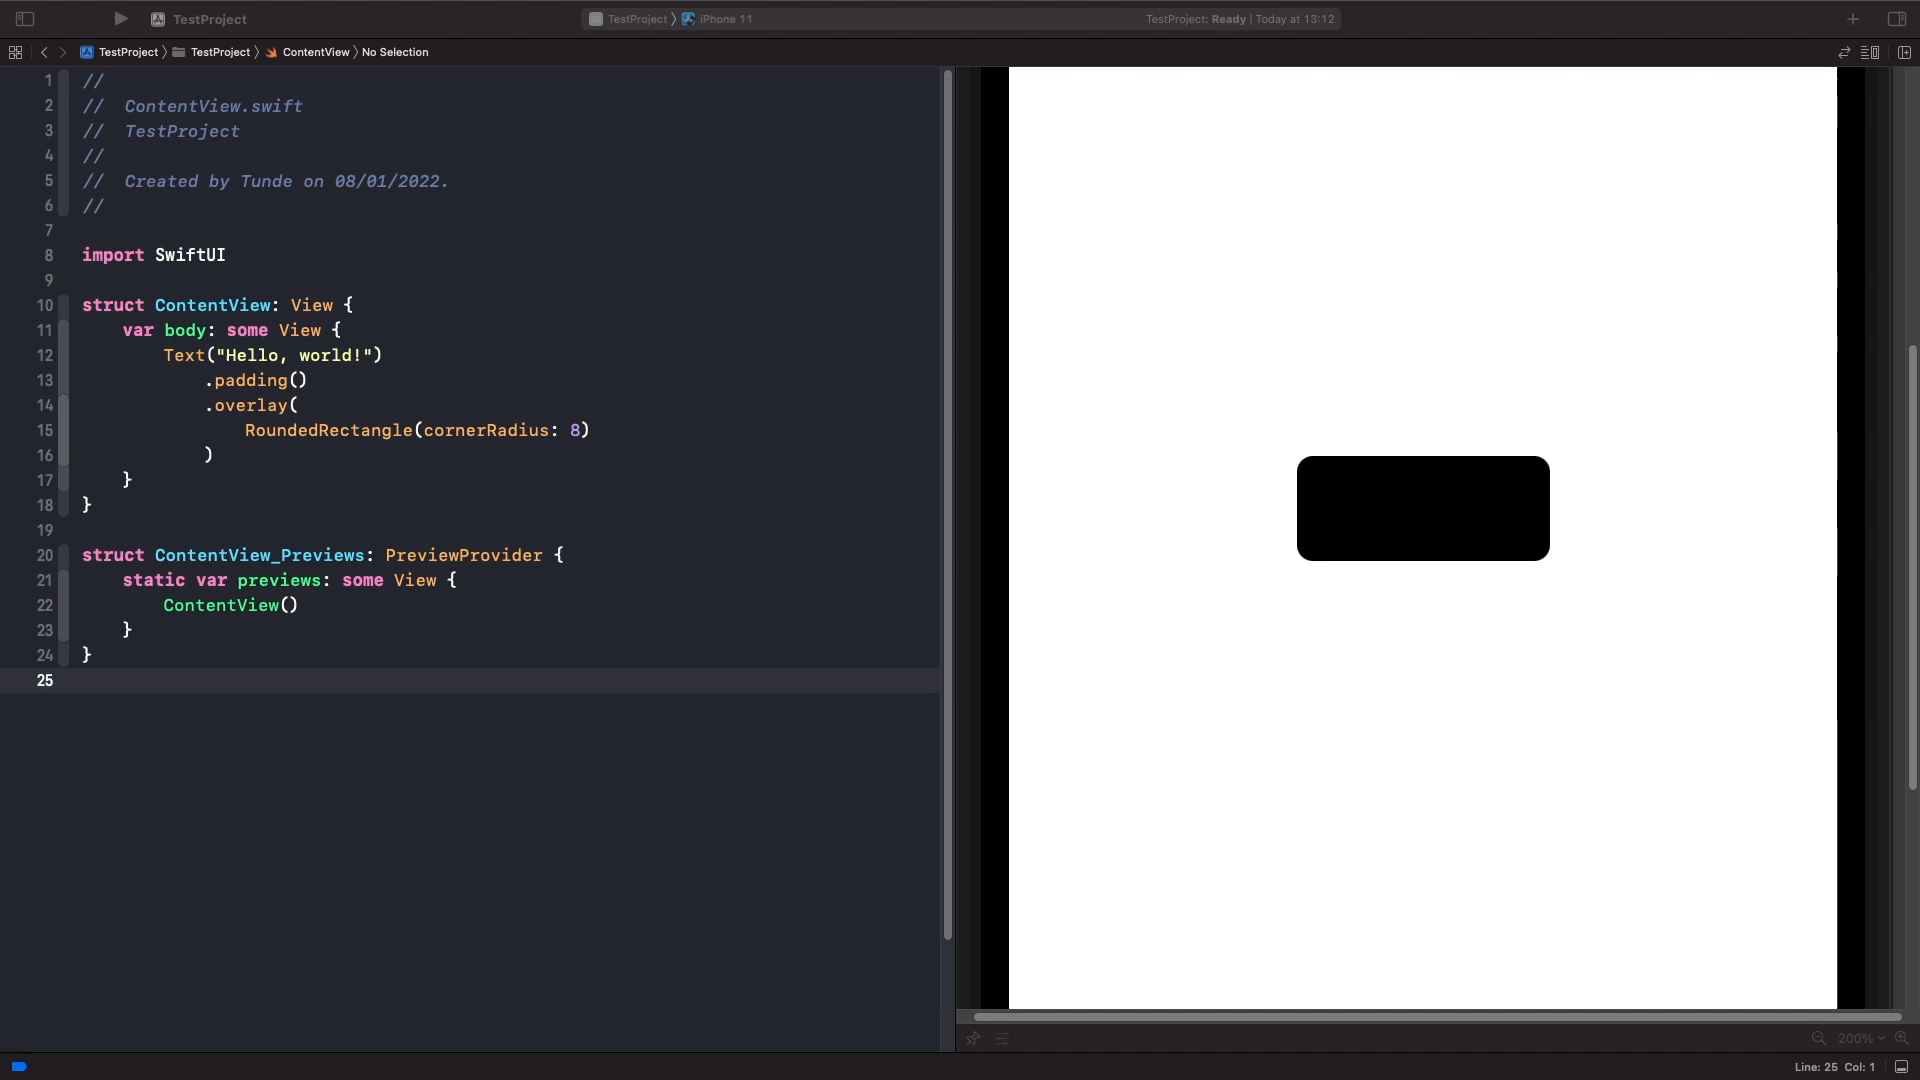 TestProject
TestProject 〉 iPhone 11
TestProject: Ready | Today at 13:12
TestProject 〉 TestProject 〉 ContentView 〉 No Selection
1 //
2 //  ContentView.swift
3 //  TestProject
4 //
5 //  Created by Tunde on 08/01/2022.
6 //
7
8 import SwiftUI
9
10 struct ContentView: View {
11     var body: some View {
12         Text("Hello, world!")
13             .padding()
14             .overlay(
15                 RoundedRectangle(cornerRadius: 8)
16             )
17     }
18 }
19
20 struct ContentView_Previews: PreviewProvider {
21     static var previews: some View {
22         ContentView()
23     }
24 }
25
200%
Line: 25 Col: 1